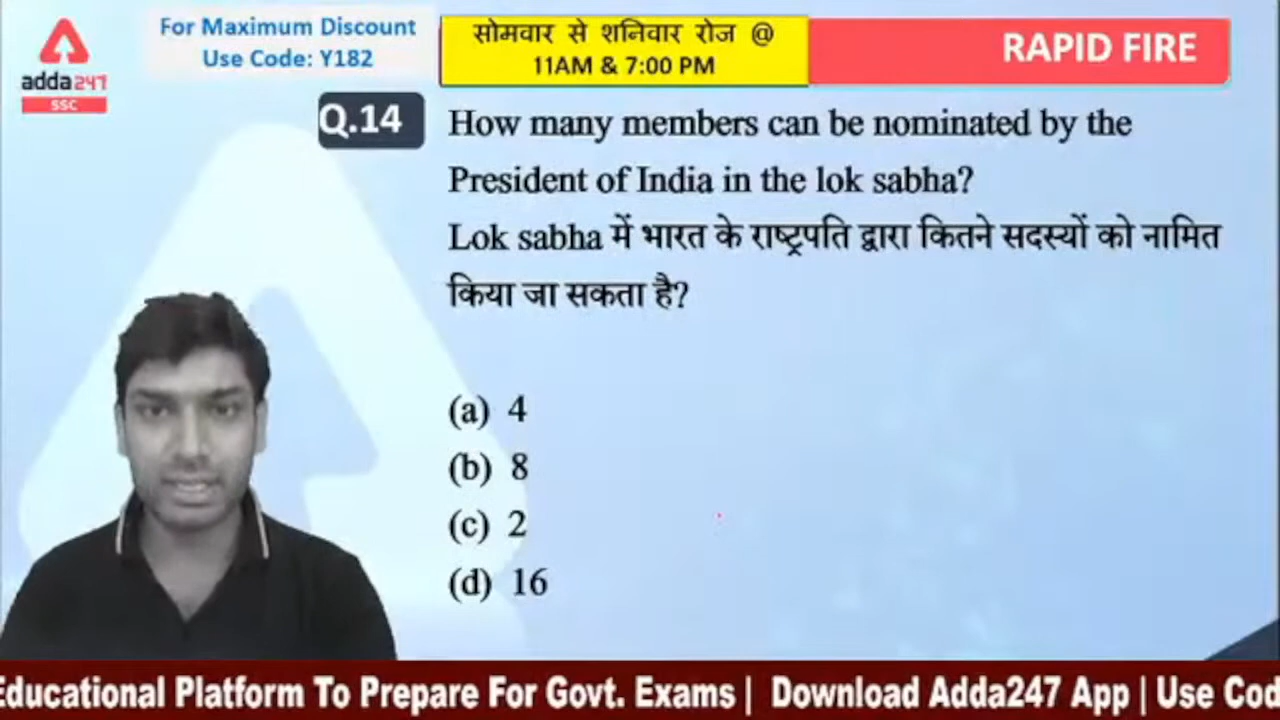 adda247
SSC
For Maximum Discount
Use Code: Y182
सोमवार से शनिवार रोज @
11AM & 7:00 PM
RAPID FIRE
Q.14
How many members can be nominated by the
President of India in the lok sabha?
Lok sabha में भारत के राष्ट्रपति द्वारा कितने सदस्यों को नामित
किया जा सकता है?
(a) 4
(b) 8
(c) 2
(d) 16
Educational Platform To Prepare For Govt. Exams | Download Adda247 App | Use Cod